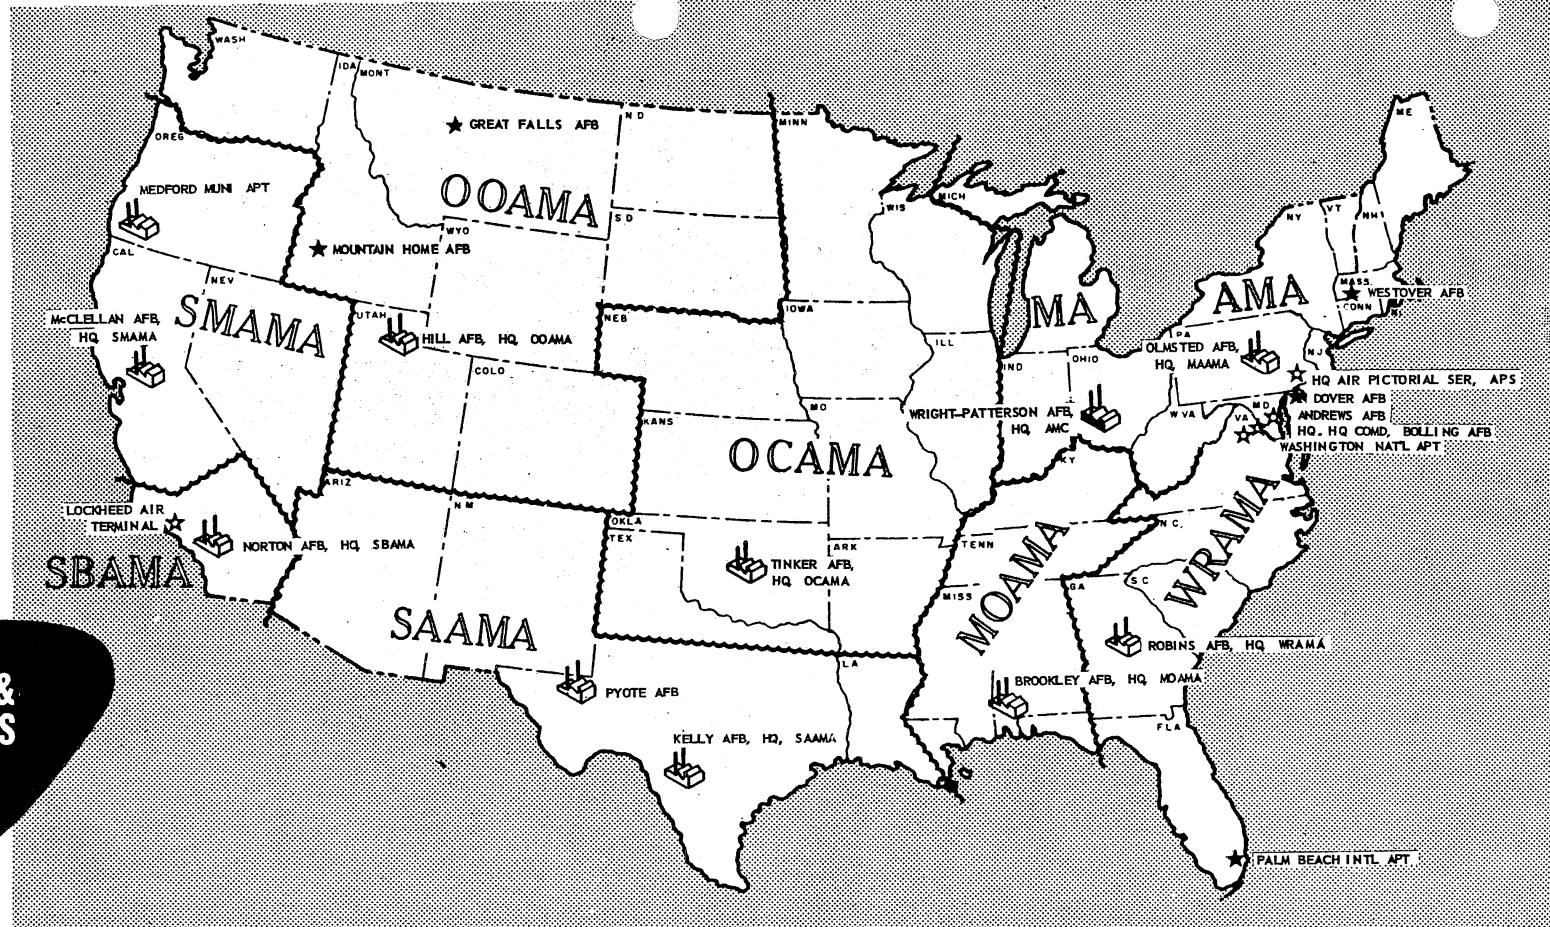 WASH
IDA
MONT
N D
MINN
ME
GREAT FALLS AFB
OREG
MEDFORD MUNI APT
OOAMA
S D
WIS
MICH
NY
VT
NH
CAL
NEV
WYO
MOUNTAIN HOME AFB
MASS.
WESTOVER AFB
CONN
RI
SMAMA
UTAH
NEB
IOWA
MA
AMA
McCLELLAN AFB,
HQ, SMAMA
HILL AFB, HQ, OOAMA
ILL
PA
NJ
OLMSTED AFB,
HQ, MAAMA
COLO
IND
OHIO
HQ AIR PICTORIAL SER, APS
DOVER AFB
ANDREWS AFB
HQ. HQ COMD, BOLLING AFB
WASHINGTON NAT'L APT
MD
VA
W VA
KANS
MO
WRIGHT-PATTERSON AFB,
HQ, AMC
OCAMA
KY
ARIZ
N M
LOCKHEED AIR
TERMINAL
NORTON AFB, HQ, SBAMA
SBAMA
OKLA
TEX
ARK
TINKER AFB,
HQ, OCAMA
TENN
N C.
MISS
MOAMA
GA
S C
WRAMA
SAAMA
ROBINS AFB, HQ, WRAMA
LA
PYOTE AFB
BROOKLEY AFB, HQ, MOAMA
FLA
KELLY AFB, HQ, SAAMA
&
S
PALM BEACH INTL APT